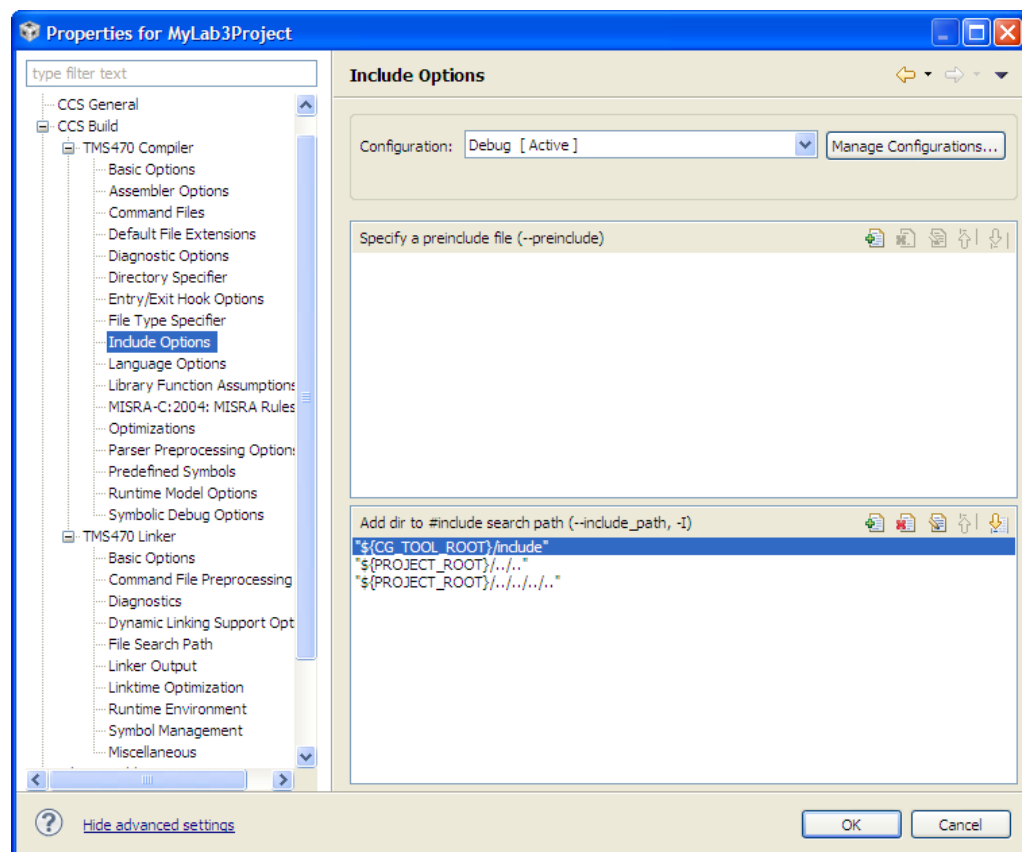 Properties for MyLab3Project
type filter text
CCS General
CCS Build
TMS470 Compiler
Basic Options
Assembler Options
Command Files
Default File Extensions
Diagnostic Options
Directory Specifier
Entry/Exit Hook Options
File Type Specifier
Include Options
Language Options
Library Function Assumptions
MISRA-C:2004: MISRA Rules
Optimizations
Parser Preprocessing Option
Predefined Symbols
Runtime Model Options
Symbolic Debug Options
TMS470 Linker
Basic Options
Command File Preprocessing
Diagnostics
Dynamic Linking Support Opt
File Search Path
Linker Output
Linktime Optimization
Runtime Environment
Symbol Management
Miscellaneous
Include Options
Configuration: Debug [ Active ] Manage Configurations...
Specify a preinclude file (--preinclude)
Add dir to #include search path (--include_path, -I)
"${CG_TOOL_ROOT}/include"
"${PROJECT_ROOT}/../.."
"${PROJECT_ROOT}/../../../.."
Hide advanced settings
OK Cancel